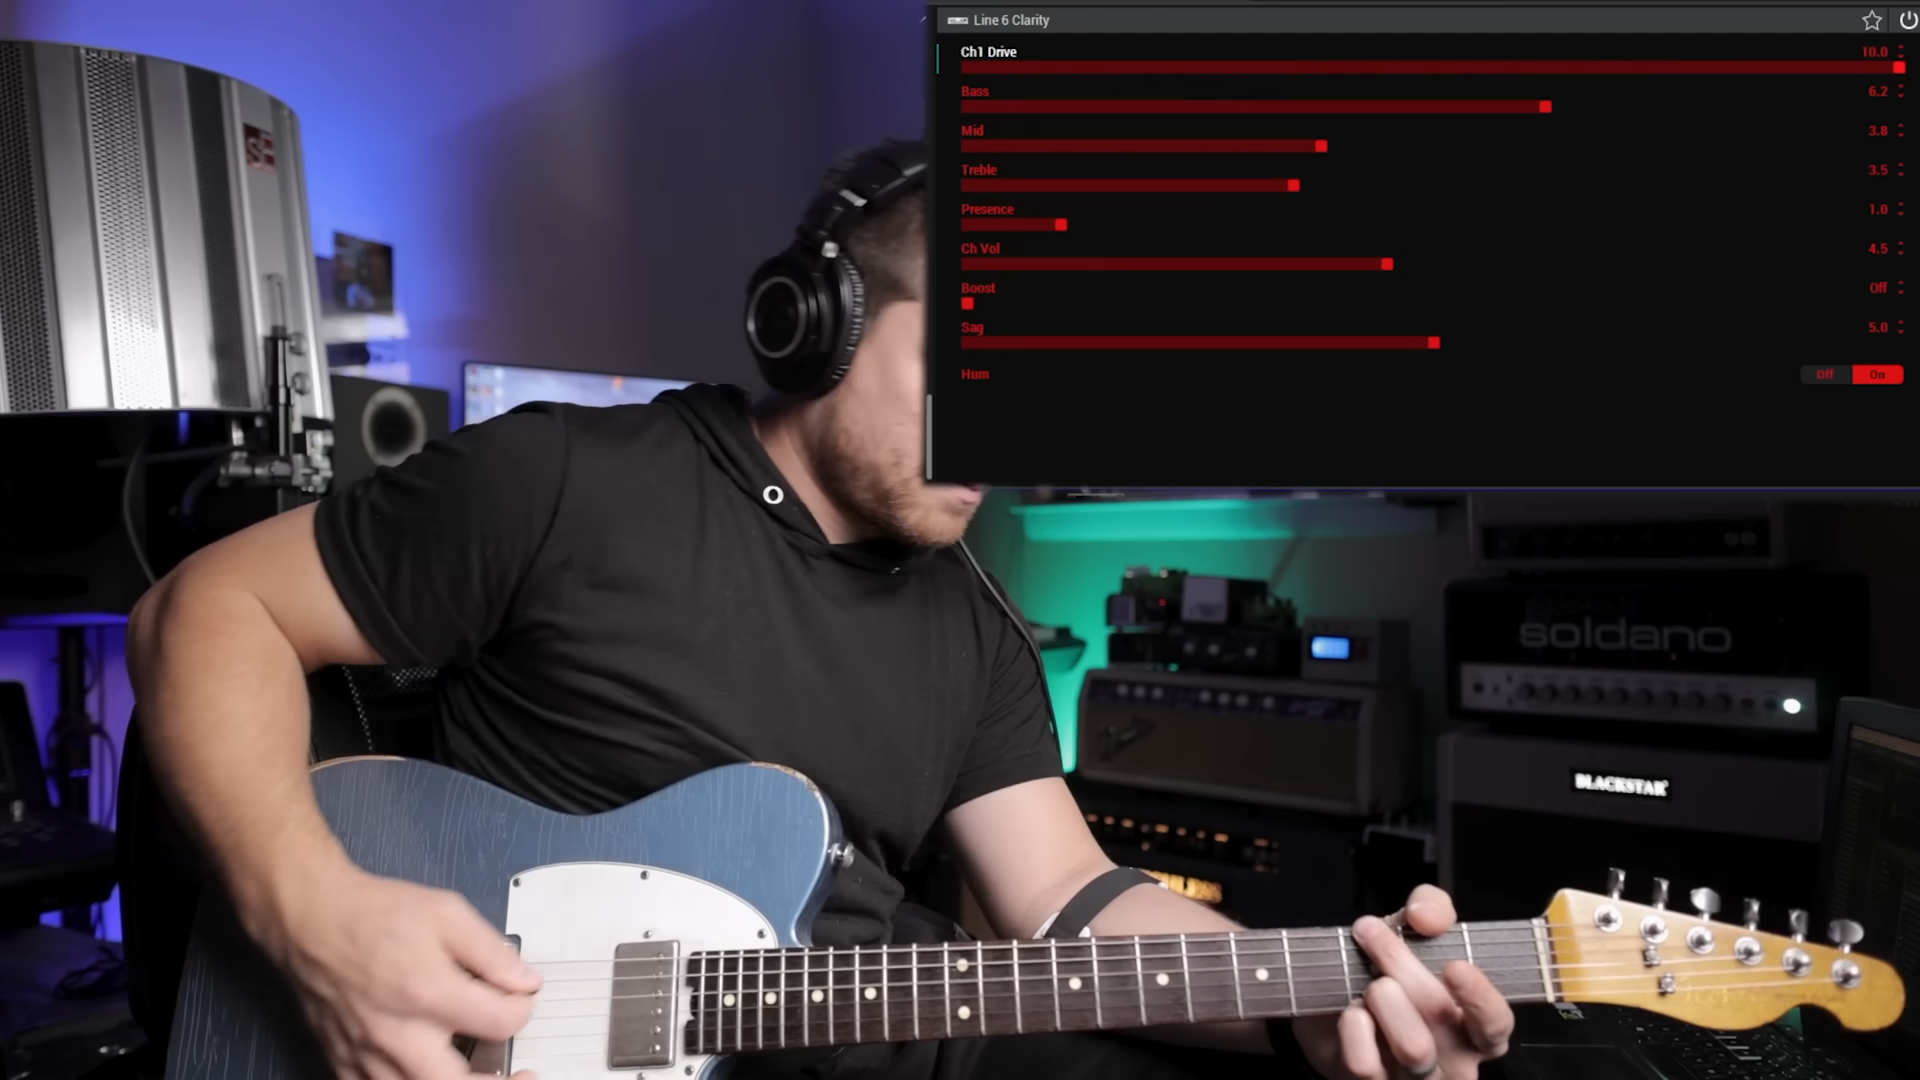 Line 6 Clarity
Ch1 Drive 10.0
Bass 6.2
Mid 3.8
Treble 3.5
Presence 1.0
Ch Vol 4.5
Boost Off
Sag 5.0
Hum Off On
sE
soldano
BLACKSTAR